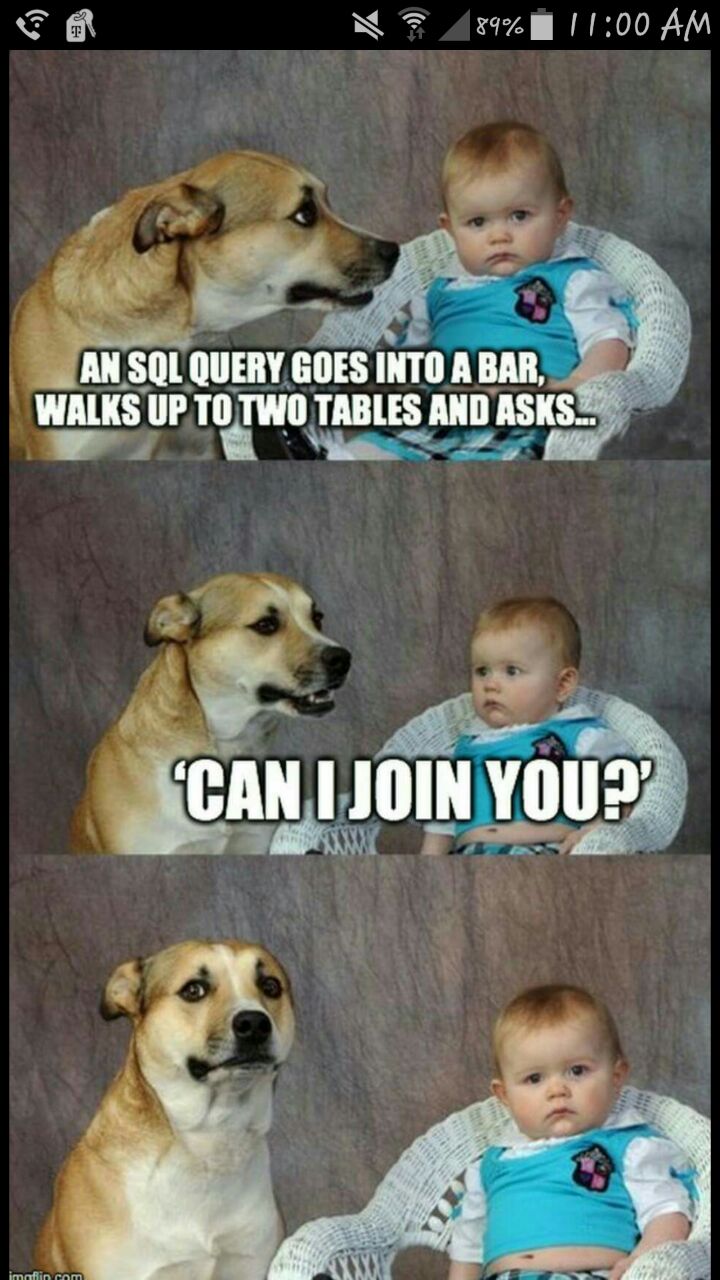 89% 11:00 AM
AN SQL QUERY GOES INTO A BAR,
WALKS UP TO TWO TABLES AND ASKS...
'CAN I JOIN YOU?'
imgflip.com